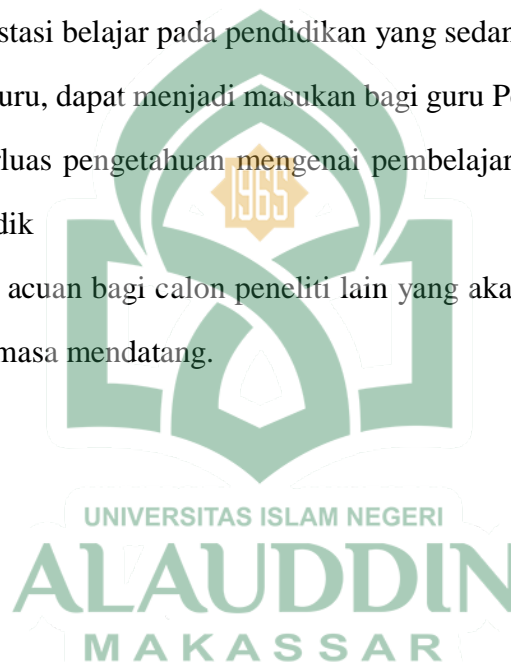 stasi belajar pada pendidikan yang sedan
uru, dapat menjadi masukan bagi guru P
luas pengetahuan mengenai pembelajar
dik
acuan bagi calon peneliti lain yang aka
masa mendatang.
1965
UNIVERSITAS ISLAM NEGERI
ALAUDDIN
MAKASSAR